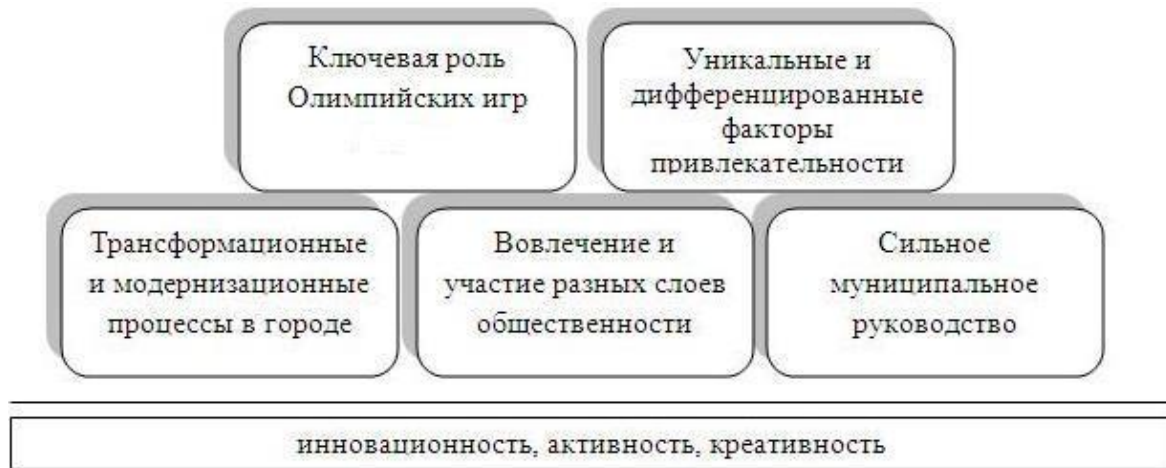 Ключевая роль
Олимпийских игр
Уникальные и
дифференцированные
факторы
привлекательности
Трансформационные
и модернизационные
процессы в городе
Вовлечение и
участие разных слоев
общественности
Сильное
муниципальное
руководство
инновационность, активность, креативность